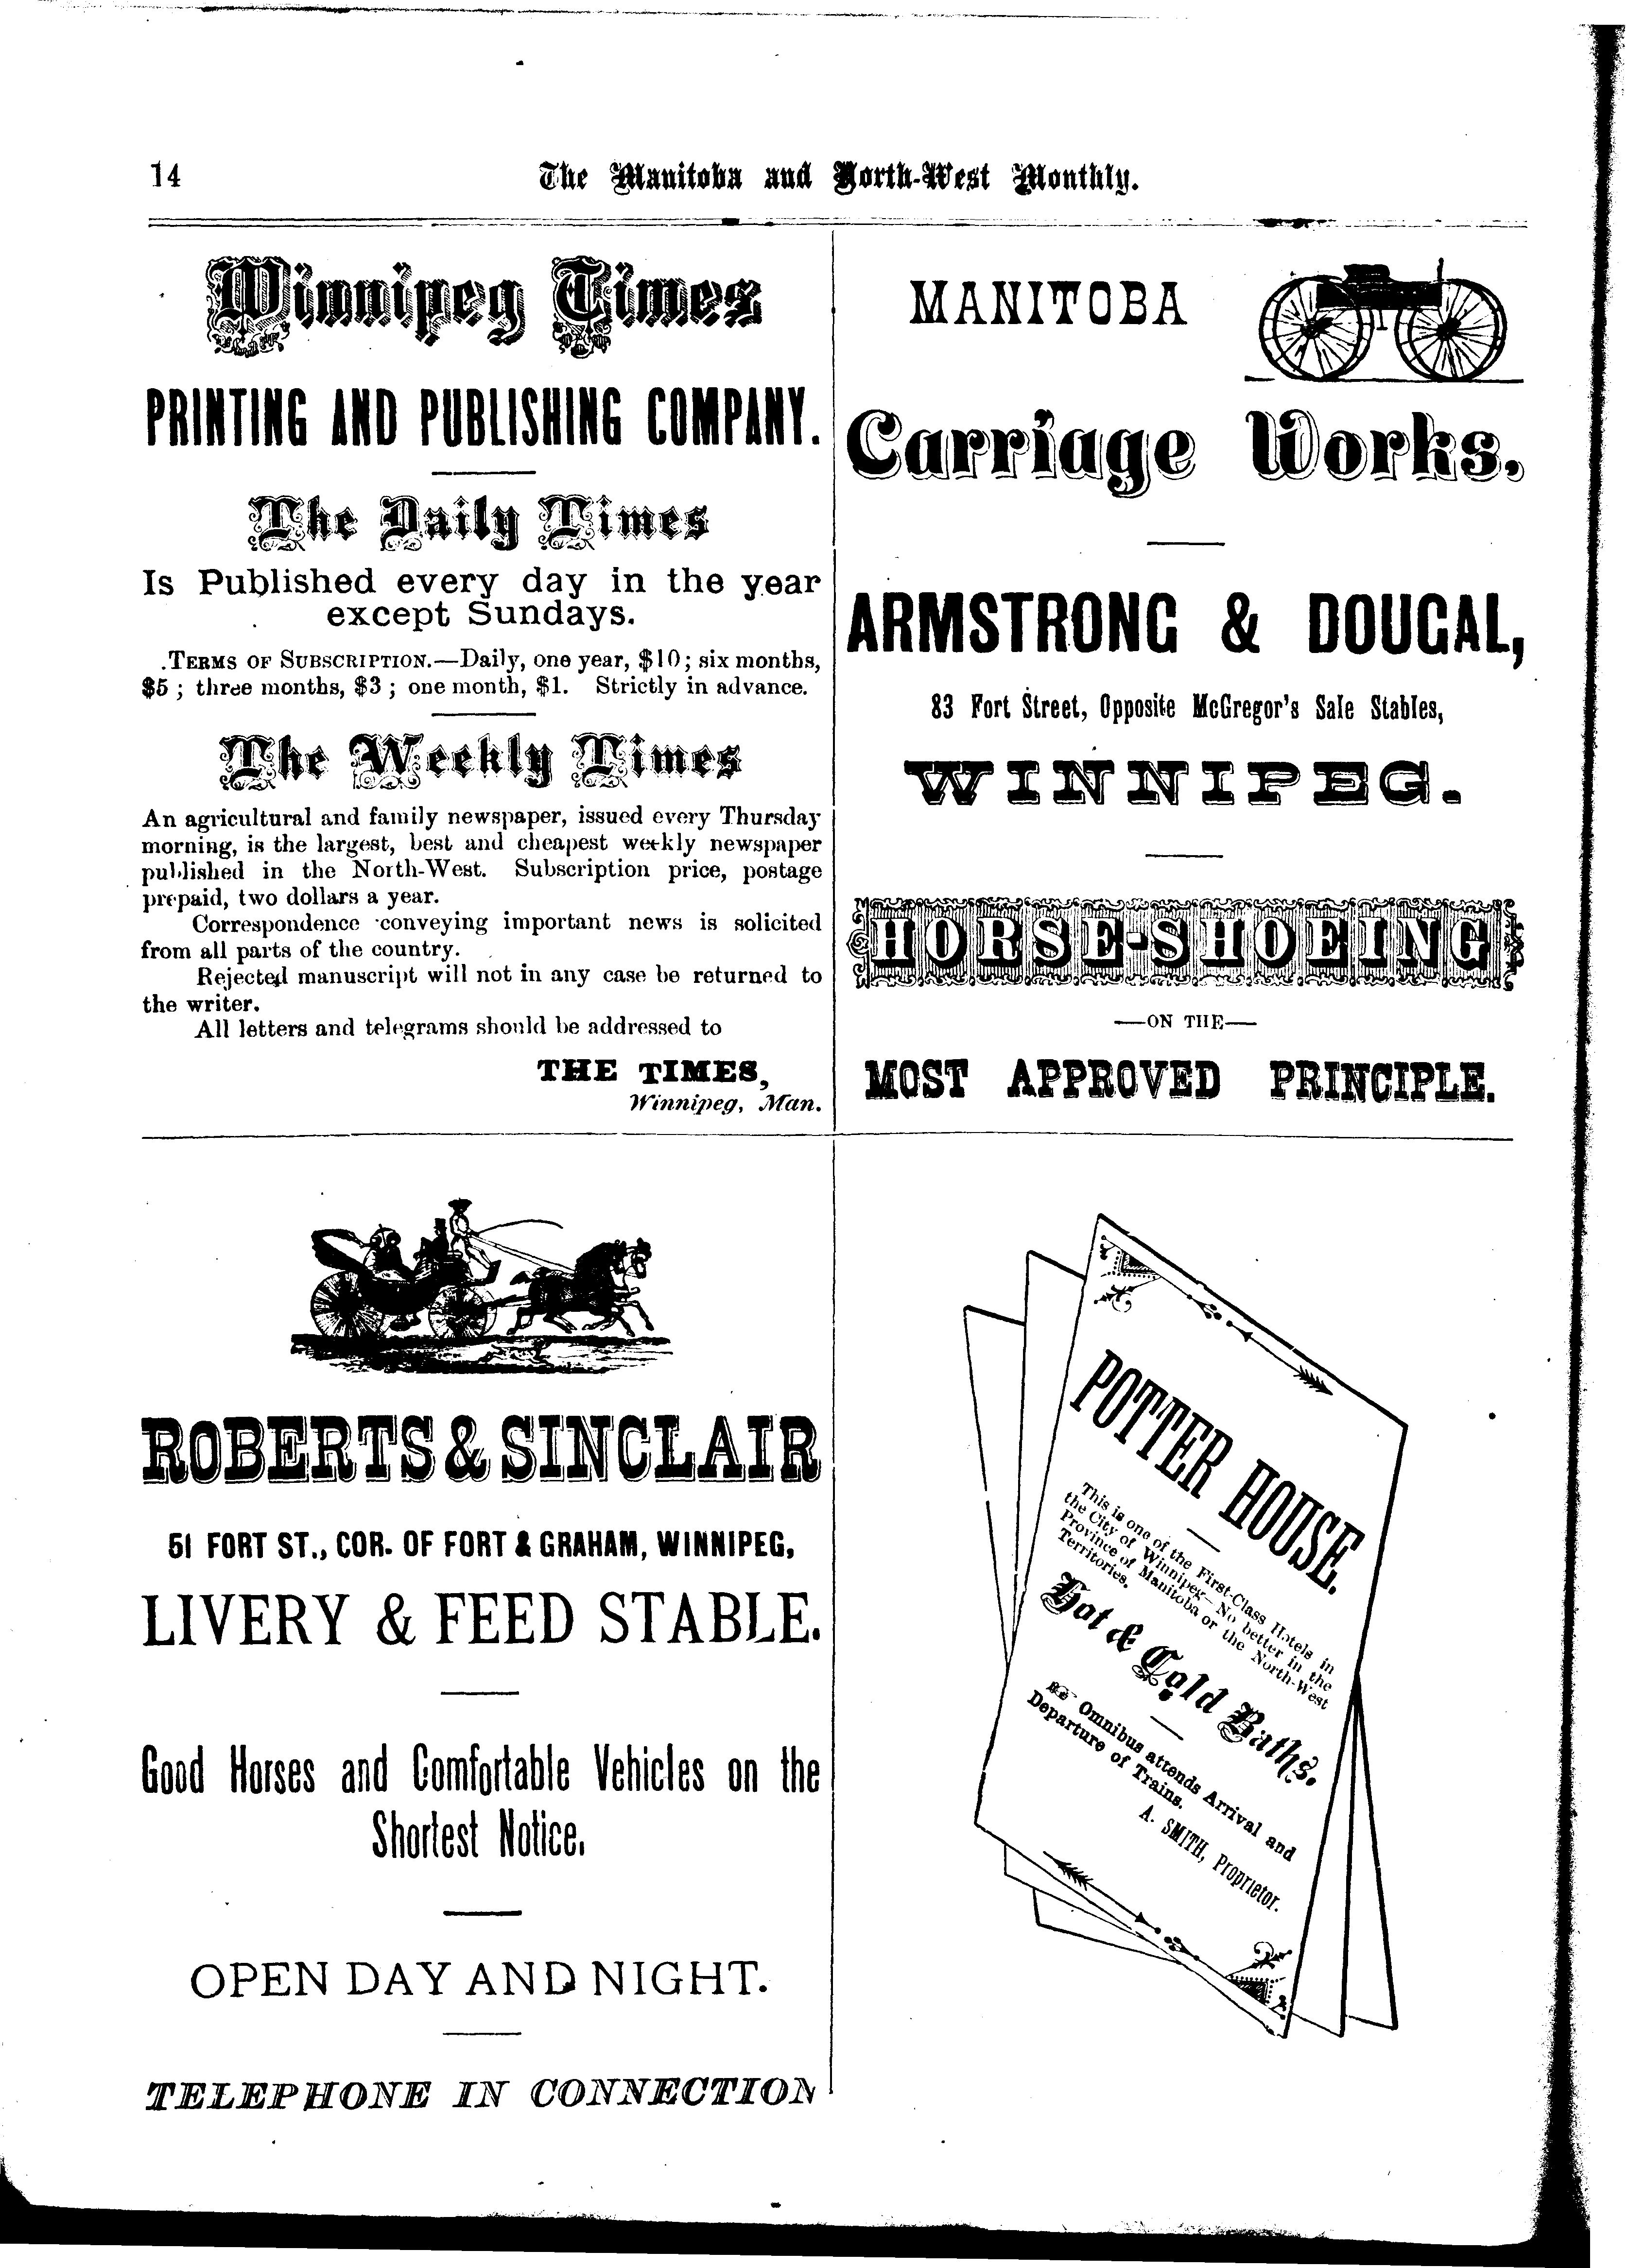 14
The Manitoba and North-West Monthly.
Winnipeg Times
PRINTING AND PUBLISHING COMPANY.
The Daily Times
Is Published every day in the year
except Sundays.
TERMS OF SUBSCRIPTION.—Daily, one year, $10; six months,
$5; three months, $3; one month, $1. Strictly in advance.
The Weekly Times
An agricultural and family newspaper, issued every Thursday
morning, is the largest, best and cheapest weekly newspaper
published in the North-West. Subscription price, postage
prepaid, two dollars a year.
Correspondence conveying important news is solicited
from all parts of the country.
Rejected manuscript will not in any case be returned to
the writer.
All letters and telegrams should be addressed to
THE TIMES,
Winnipeg, Man.
MANITOBA
Carriage Works.
ARMSTRONG & DOUGAL,
83 Fort Street, Opposite McGregor's Sale Stables,
WINNIPEG.
HORSE-SHOEING
—ON THE—
MOST APPROVED PRINCIPLE.
ROBERTS & SINCLAIR
51 FORT ST., COR. OF FORT & GRAHAM, WINNIPEG,
LIVERY & FEED STABLE.
Good Horses and Comfortable Vehicles on the
Shortest Notice.
OPEN DAY AND NIGHT.
TELEPHONE IN CONNECTION
POTTER HOUSE.
This is one of the First-Class Hotels in
the City of Winnipeg—No better in the
Province of Manitoba or the North-West
Territories.
Hot & Cold Baths.
Omnibus attends Arrival and
Departure of Trains.
A. SMITH, Proprietor.